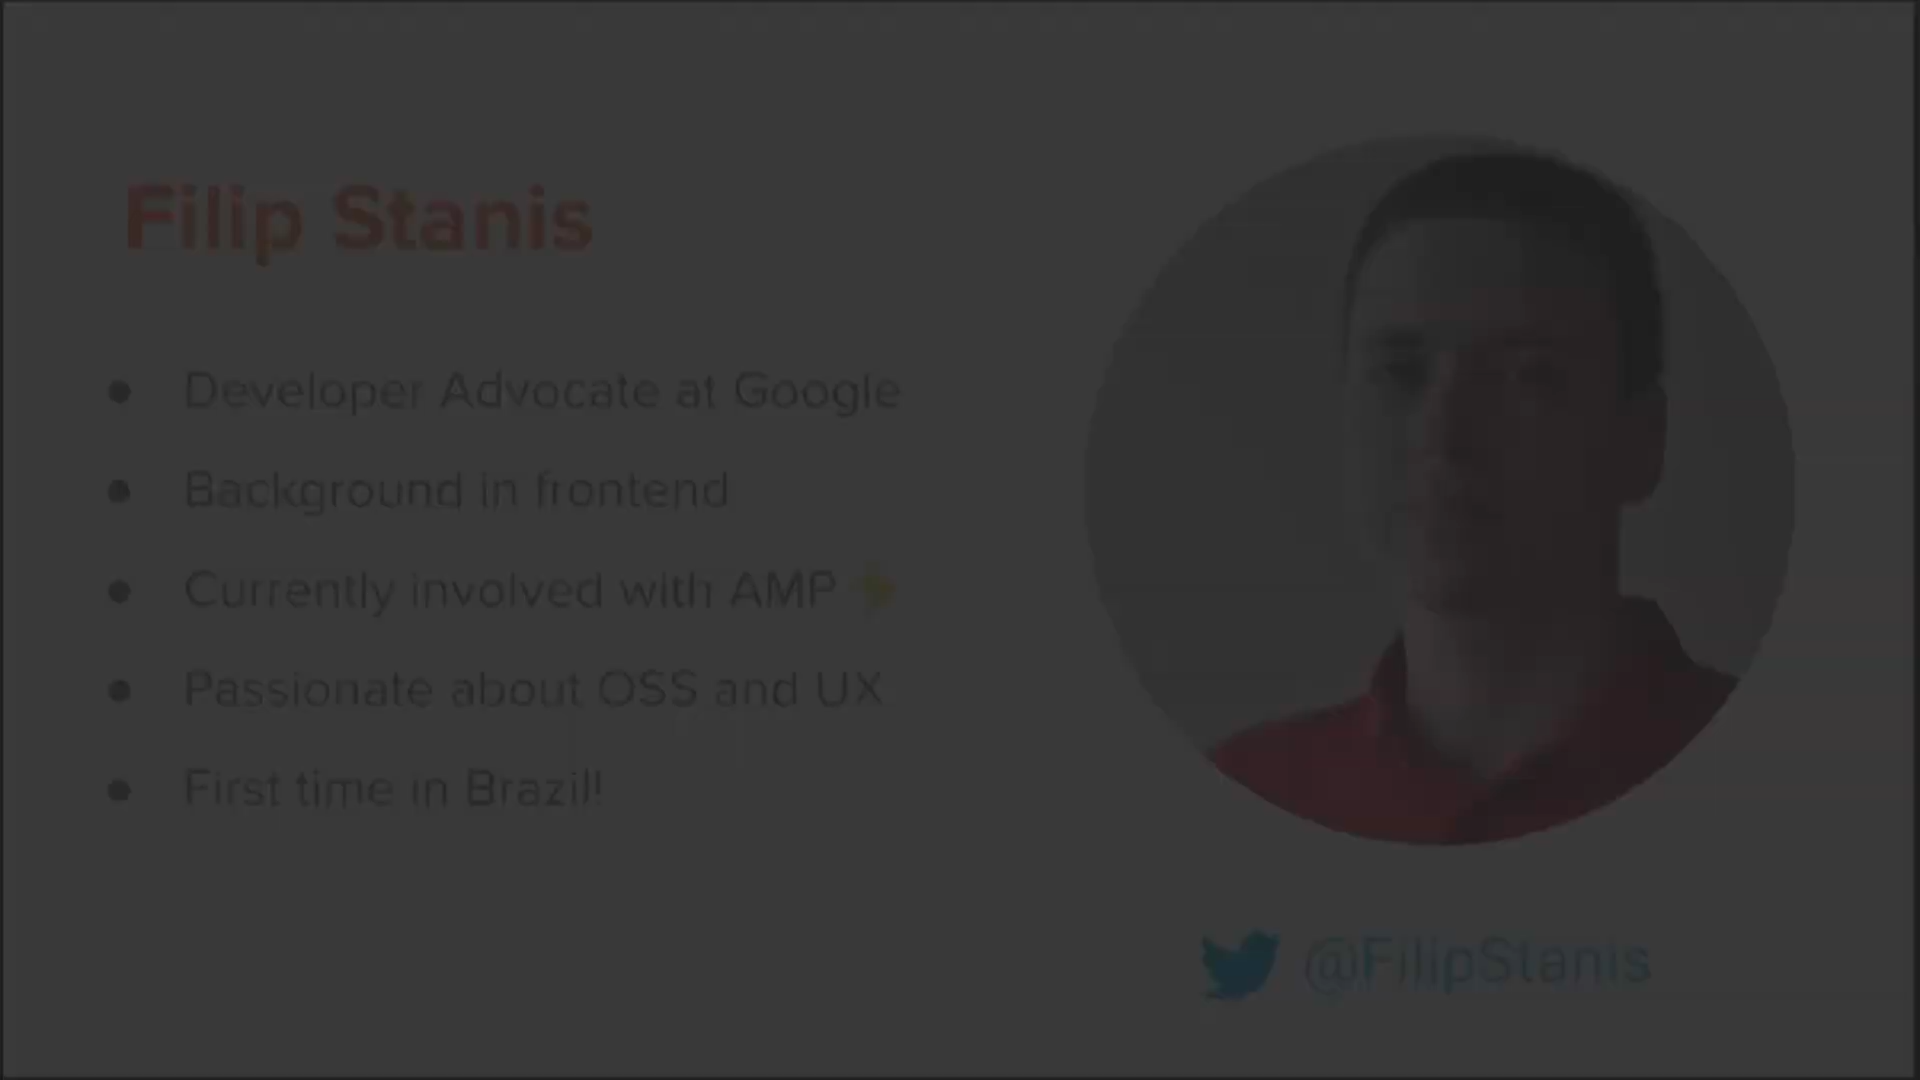 Filip Stanis
● Developer Advocate at Google
● Background in frontend
● Currently involved with AMP
● Passionate about OSS and UX
● First time in Brazil!
@FilipStanis